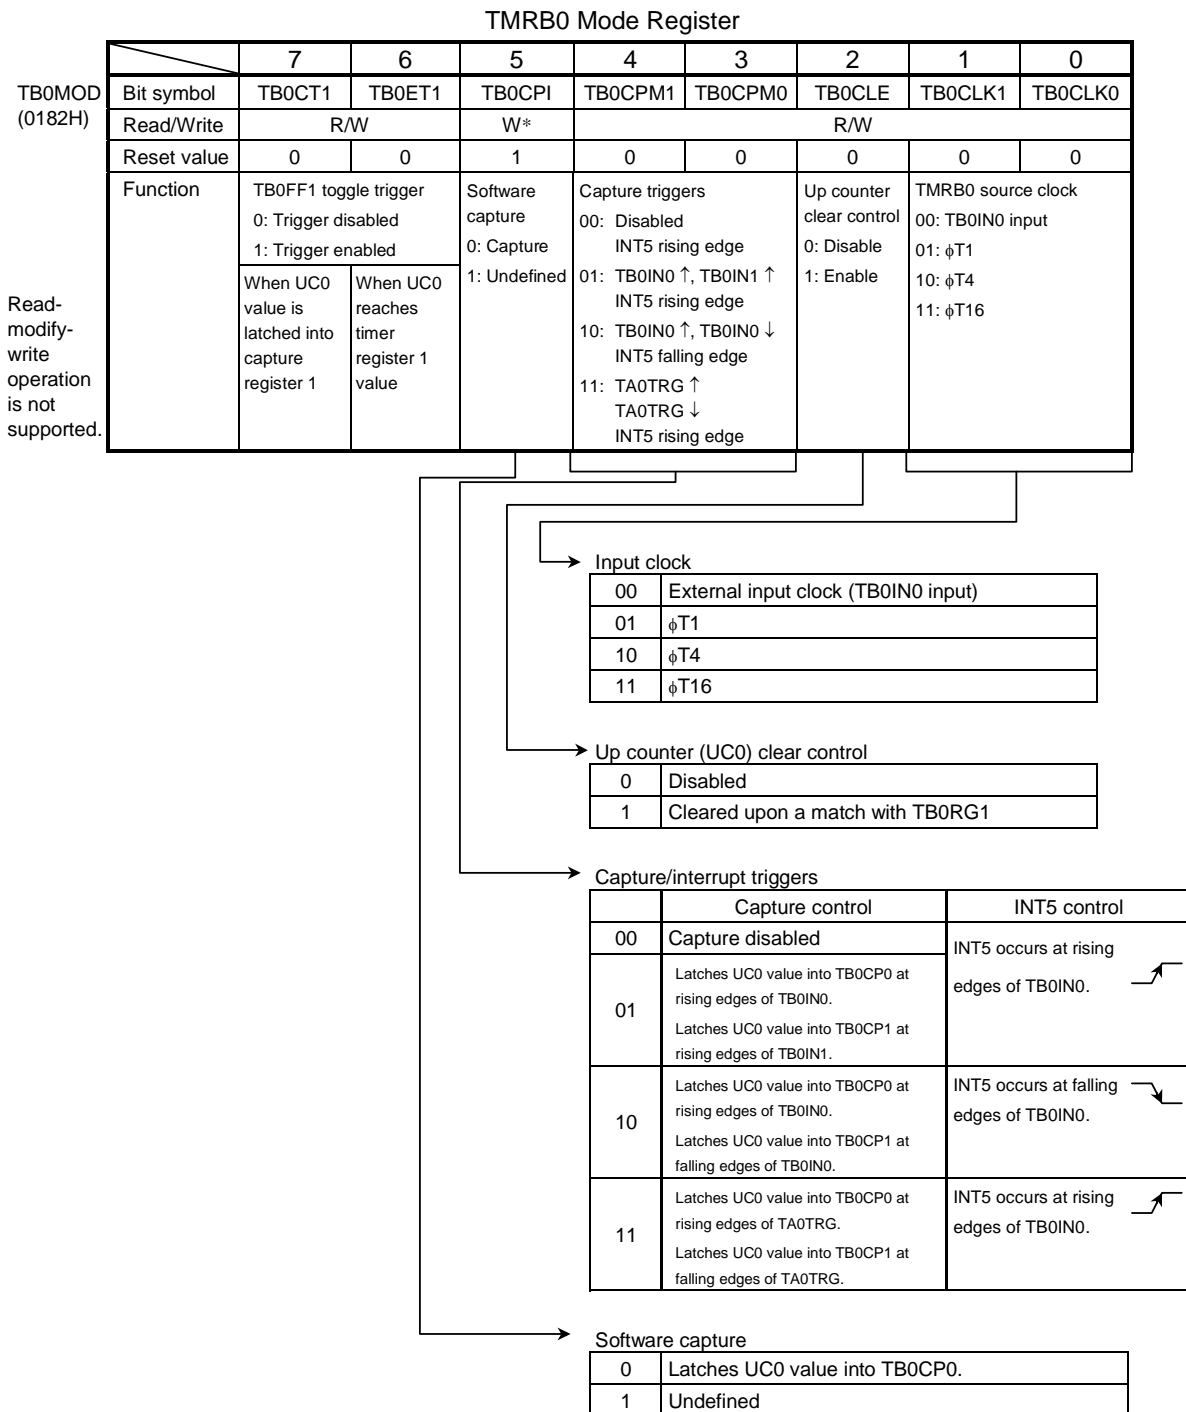 TMRB0 Mode Register
7 6 5 4 3 2 1 0
TB0MOD (0182H)
Bit symbol TB0CT1 TB0ET1 TB0CPI TB0CPM1 TB0CPM0 TB0CLE TB0CLK1 TB0CLK0
Read/Write R/W W* R/W
Reset value 0 0 1 0 0 0 0 0
Function
TB0FF1 toggle trigger
0: Trigger disabled
1: Trigger enabled
When UC0
value is
latched into
capture
register 1
When UC0
reaches
timer
register 1
value
Software
capture
0: Capture
1: Undefined
Capture triggers
00: Disabled
INT5 rising edge
01: TB0IN0 ↑, TB0IN1 ↑
INT5 rising edge
10: TB0IN0 ↑, TB0IN0 ↓
INT5 falling edge
11: TA0TRG ↑
TA0TRG ↓
INT5 rising edge
Up counter
clear control
0: Disable
1: Enable
TMRB0 source clock
00: TB0IN0 input
01: ϕT1
10: ϕT4
11: ϕT16
Read-
modify-
write
operation
is not
supported.
Input clock
00 External input clock (TB0IN0 input)
01 ϕT1
10 ϕT4
11 ϕT16
Up counter (UC0) clear control
0 Disabled
1 Cleared upon a match with TB0RG1
Capture/interrupt triggers
Capture control INT5 control
00 Capture disabled
INT5 occurs at rising
edges of TB0IN0.
01
Latches UC0 value into TB0CP0 at
rising edges of TB0IN0.
Latches UC0 value into TB0CP1 at
rising edges of TB0IN1.
10
Latches UC0 value into TB0CP0 at
rising edges of TB0IN0.
Latches UC0 value into TB0CP1 at
falling edges of TB0IN0.
INT5 occurs at falling
edges of TB0IN0.
11
Latches UC0 value into TB0CP0 at
rising edges of TA0TRG.
Latches UC0 value into TB0CP1 at
falling edges of TA0TRG.
INT5 occurs at rising
edges of TB0IN0.
Software capture
0 Latches UC0 value into TB0CP0.
1 Undefined